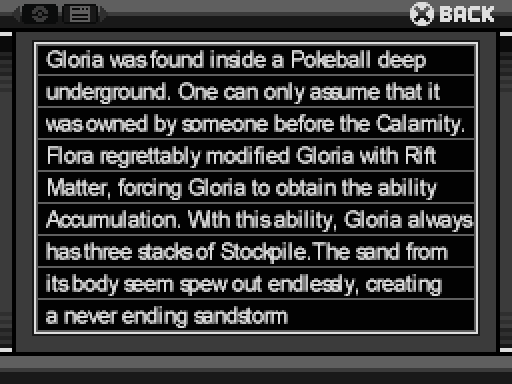 BACK
Gloria was found inside a Pokeball deep
underground. One can only assume that it
was owned by someone before the Calamity.
Flora regrettably modified Gloria with Rift
Matter, forcing Gloria to obtain the ability
Accumulation. With this ability, Gloria always
has three stacks of Stockpile.The sand from
its body seem spew out endlessly, creating
a never ending sandstorm